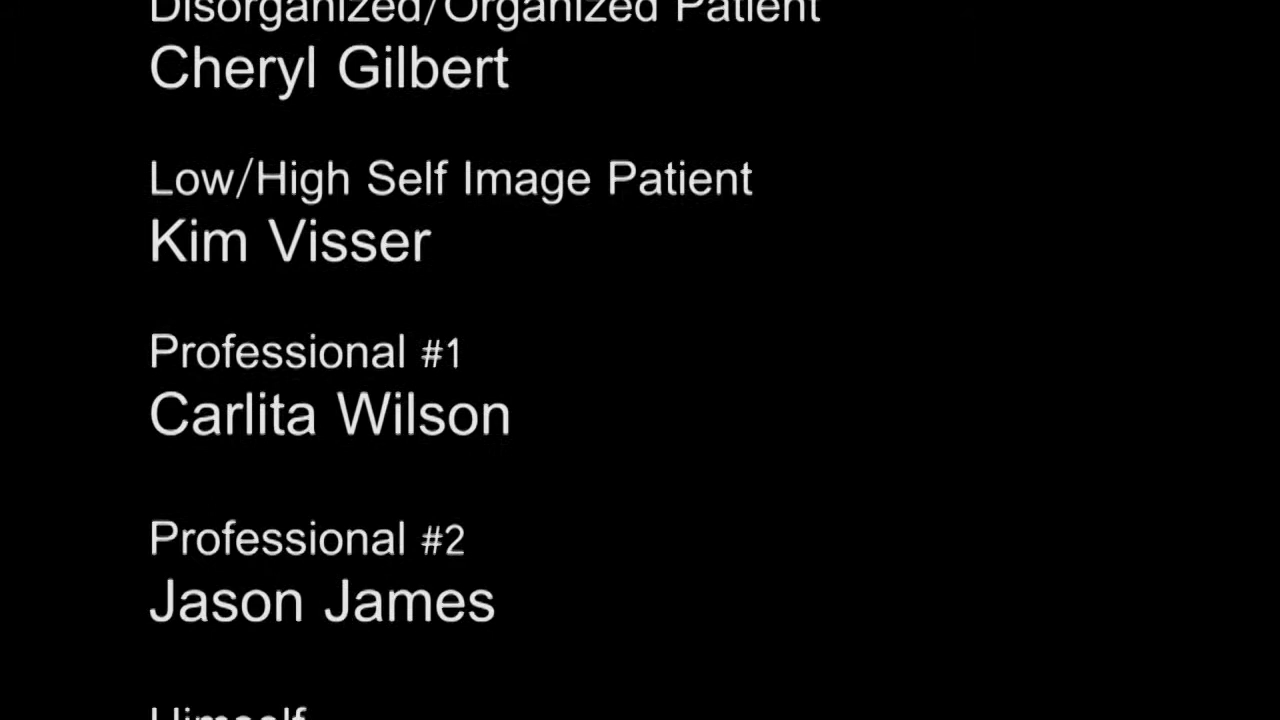 Disorganized/Organized Patient
Cheryl Gilbert
Low/High Self Image Patient
Kim Visser
Professional #1
Carlita Wilson
Professional #2
Jason James
Himself